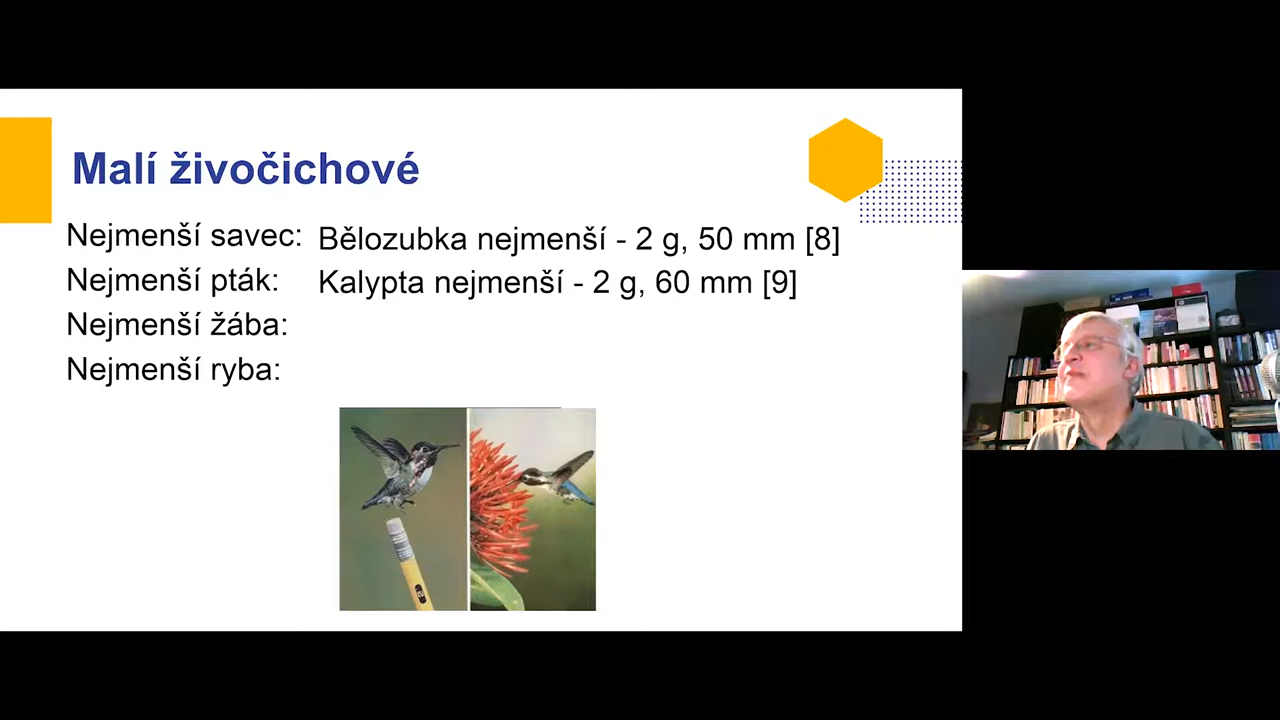 Malí živočichové
Nejmenší savec: Bělozubka nejmenší - 2 g, 50 mm [8]
Nejmenší pták: Kalypta nejmenší - 2 g, 60 mm [9]
Nejmenší žába:
Nejmenší ryba: